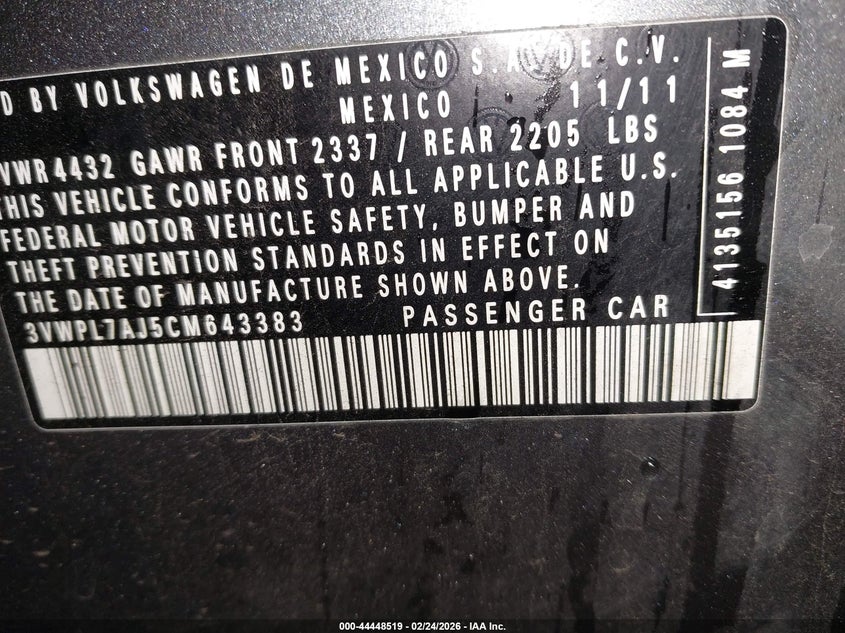 D BY VOLKSWAGEN DE MEXICO S.A. DE C.V.
MEXICO 11/11
VWR 4432 GAWR FRONT 2337 / REAR 2205 LBS
THIS VEHICLE CONFORMS TO ALL APPLICABLE U.S.
FEDERAL MOTOR VEHICLE SAFETY, BUMPER AND
THEFT PREVENTION STANDARDS IN EFFECT ON
THE DATE OF MANUFACTURE SHOWN ABOVE.
3VWPL7AJ5CM643383 PASSENGER CAR
4135156 1084 M
000-44448519 - 02/24/2026 - IAA Inc.